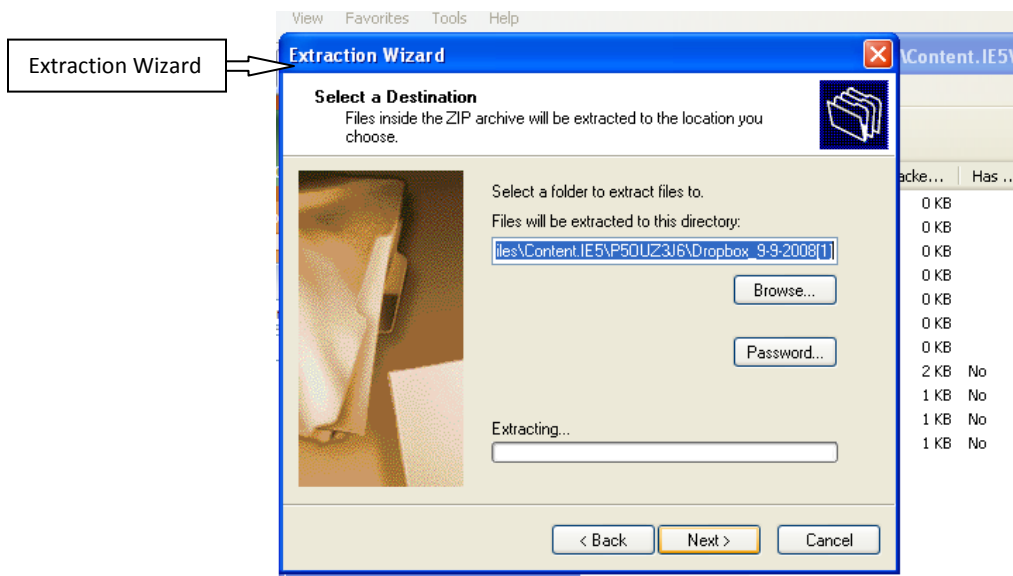 View Favorites Tools Help
Extraction Wizard
Extraction Wizard
\Content.IE5\
Select a Destination
Files inside the ZIP archive will be extracted to the location you
choose.
acke... Has ..
Select a folder to extract files to.
0 KB
Files will be extracted to this directory:
0 KB
iles\Content.IE5\P5OUZ3J6\Dropbox_9-9-2008[1]
0 KB
0 KB
Browse...
0 KB
0 KB
Password...
0 KB
2 KB No
1 KB No
Extracting...
1 KB No
1 KB No
< Back Next > Cancel